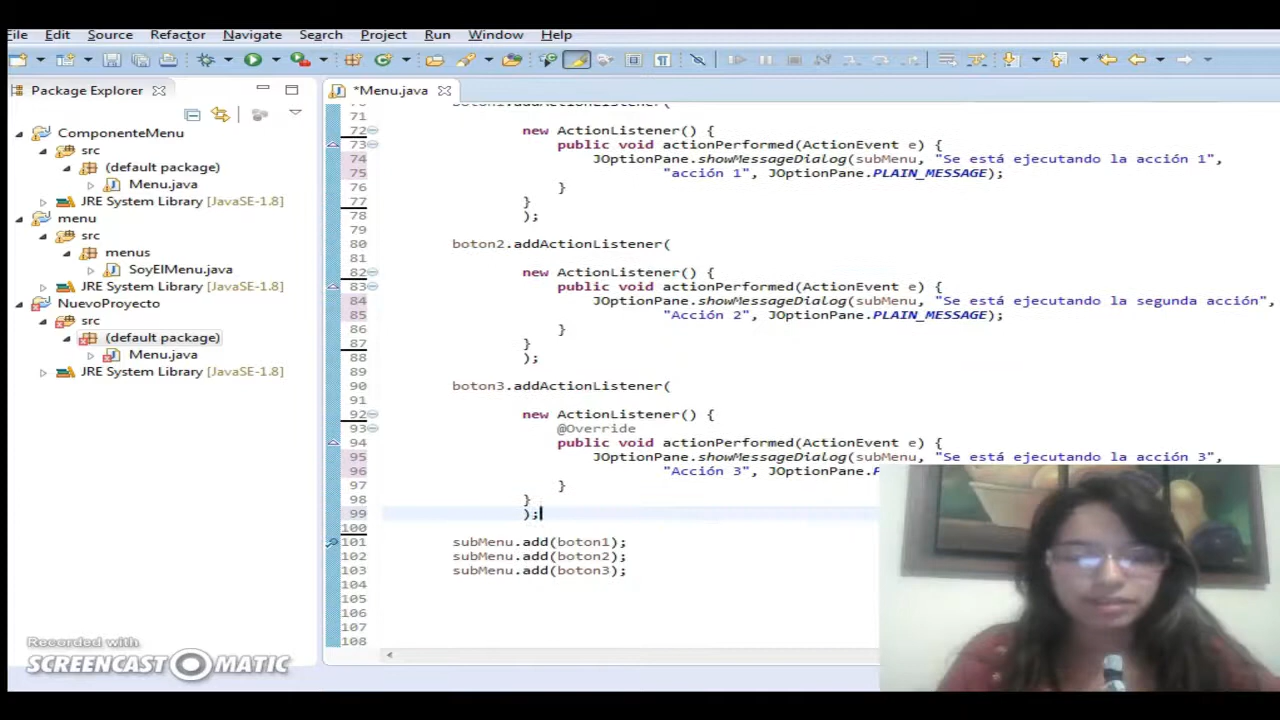 File Edit Source Refactor Navigate Search Project Run Window Help
Package Explorer
*Menu.java
ComponenteMenu
src
(default package)
Menu.java
JRE System Library [JavaSE-1.8]
menu
src
menus
SoyElMenu.java
JRE System Library [JavaSE-1.8]
NuevoProyecto
src
(default package)
Menu.java
JRE System Library [JavaSE-1.8]
boton1.addActionListener(
71
72 new ActionListener() {
73 public void actionPerformed(ActionEvent e) {
74 JOptionPane.showMessageDialog(subMenu, "Se está ejecutando la acción 1",
75 "acción 1", JOptionPane.PLAIN_MESSAGE);
76 }
77 }
78 );
79
80 boton2.addActionListener(
81
82 new ActionListener() {
83 public void actionPerformed(ActionEvent e) {
84 JOptionPane.showMessageDialog(subMenu, "Se está ejecutando la segunda acción",
85 "Acción 2", JOptionPane.PLAIN_MESSAGE);
86 }
87 }
88 );
89
90 boton3.addActionListener(
91
92 new ActionListener() {
93 @Override
94 public void actionPerformed(ActionEvent e) {
95 JOptionPane.showMessageDialog(subMenu, "Se está ejecutando la acción 3",
96 "Acción 3", JOptionPane.
97 }
98 }
99 );
100
101 subMenu.add(boton1);
102 subMenu.add(boton2);
103 subMenu.add(boton3);
104
105
106
107
108
Recorded with
SCREENCAST MATIC